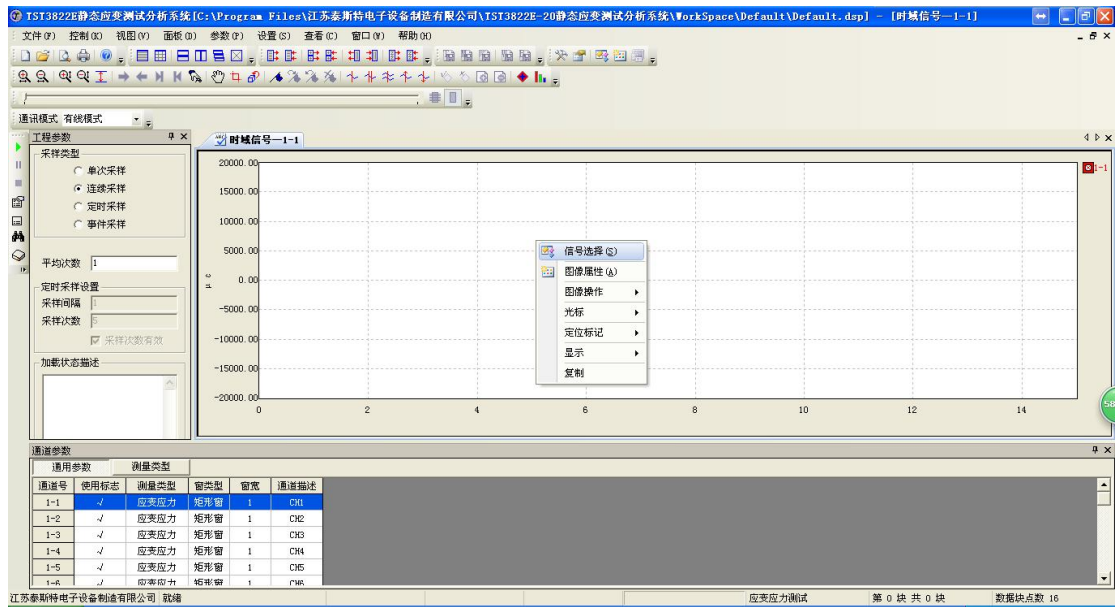 TST3822E静态应变测试分析系统[C:\Program Files\江苏泰斯特电子设备制造有限公司\TST3822E-20静态应变测试分析系统\WorkSpace\Default\Default.dsp] - [时域信号—1-1]
文件(F) 控制(X) 视图(V) 面板(D) 参数(P) 设置(S) 查看(C) 窗口(W) 帮助(H)
通讯模式 有线模式
工程参数
采样类型
单次采样
连续采样
定时采样
事件采样
平均次数 1
定时采样设置
采样间隔 1
采样次数 5
采样次数有效
加载状态描述
时域信号—1-1
1-1
20000.00
15000.00
10000.00
5000.00
0.00
-5000.00
-10000.00
-15000.00
-20000.00
με
0 2 4 6 8 10 12 14
信号选择(S)
图像属性(A)
图像操作
光标
定位标记
显示
复制
58
通道参数
通用参数 测量类型
通道号 使用标志 测量类型 窗类型 窗宽 通道描述
1-1 √ 应变应力 矩形窗 1 CH1
1-2 √ 应变应力 矩形窗 1 CH2
1-3 √ 应变应力 矩形窗 1 CH3
1-4 √ 应变应力 矩形窗 1 CH4
1-5 √ 应变应力 矩形窗 1 CH5
1-6 √ 应变应力 矩形窗 1 CH6
江苏泰斯特电子设备制造有限公司 就绪 应变应力测试 第 0 块 共 0 块 数据块点数 16